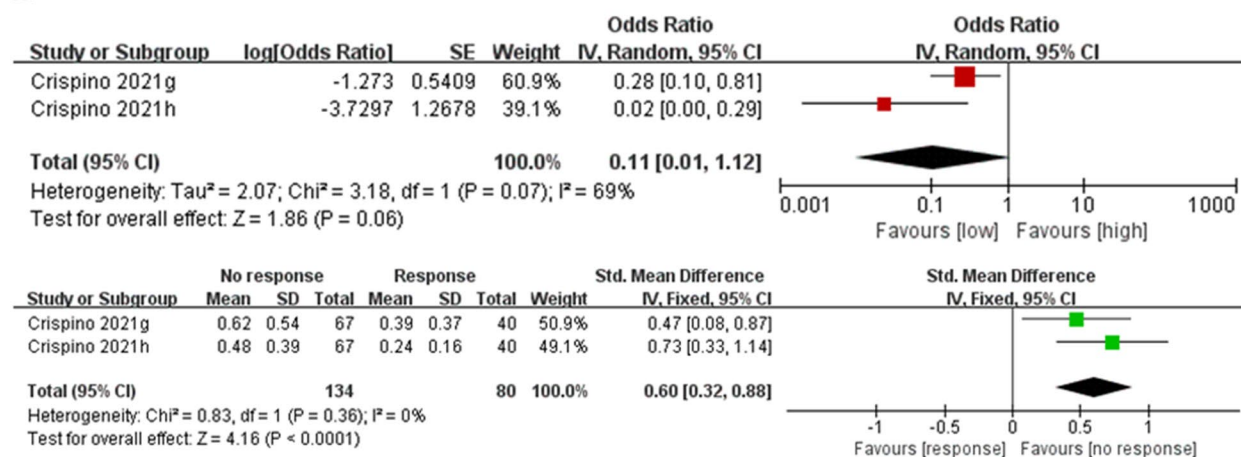 Odds Ratio Odds Ratio
Study or Subgroup log[Odds Ratio] SE Weight IV, Random, 95% CI IV, Random, 95% CI
Crispino 2021g -1.273 0.5409 60.9% 0.28 [0.10, 0.81]
Crispino 2021h -3.7297 1.2678 39.1% 0.02 [0.00, 0.29]
Total (95% CI) 100.0% 0.11 [0.01, 1.12]
Heterogeneity: Tau² = 2.07; Chi² = 3.18, df = 1 (P = 0.07); I² = 69%
Test for overall effect: Z = 1.86 (P = 0.06)
0.001 0.1 1 10 1000
Favours [low] Favours [high]
No response Response Std. Mean Difference Std. Mean Difference
Study or Subgroup Mean SD Total Mean SD Total Weight IV, Fixed, 95% CI IV, Fixed, 95% CI
Crispino 2021g 0.62 0.54 67 0.39 0.37 40 50.9% 0.47 [0.08, 0.87]
Crispino 2021h 0.48 0.39 67 0.24 0.16 40 49.1% 0.73 [0.33, 1.14]
Total (95% CI) 134 80 100.0% 0.60 [0.32, 0.88]
Heterogeneity: Chi² = 0.83, df = 1 (P = 0.36); I² = 0%
Test for overall effect: Z = 4.16 (P < 0.0001)
-1 -0.5 0 0.5 1
Favours [response] Favours [no response]